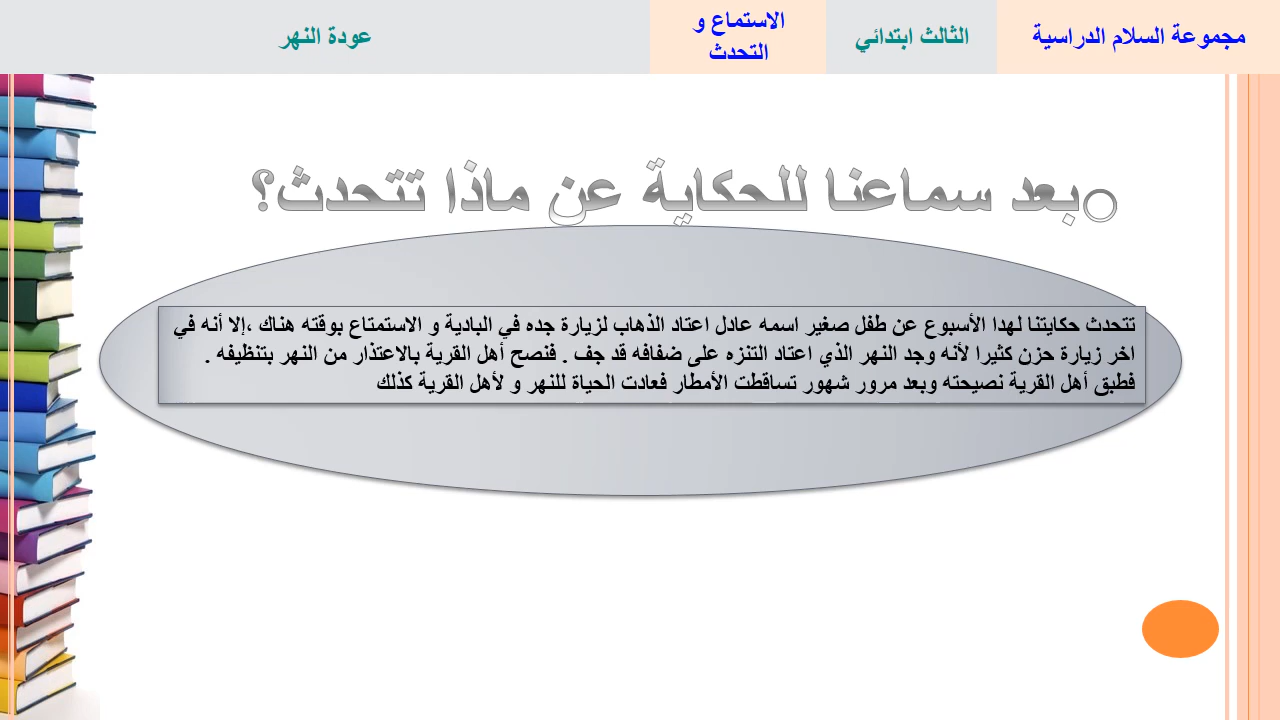 مجموعة السلام الدراسية
الثالث ابتدائي
الاستماع و
التحدث
عودة النهر
بعد سماعنا للحكاية عن ماذا تتحدث؟
تتحدث حكايتنا لهدا الأسبوع عن طفل صغير اسمه عادل اعتاد الذهاب لزيارة جده في البادية و الاستمتاع بوقته هناك ،إلا أنه في
اخر زيارة حزن كثيرا لأنه وجد النهر الذي اعتاد التنزه على ضفافه قد جف . فنصح أهل القرية بالاعتذار من النهر بتنظيفه .
فطبق أهل القرية نصيحته وبعد مرور شهور تساقطت الأمطار فعادت الحياة للنهر و لأهل القرية كذلك